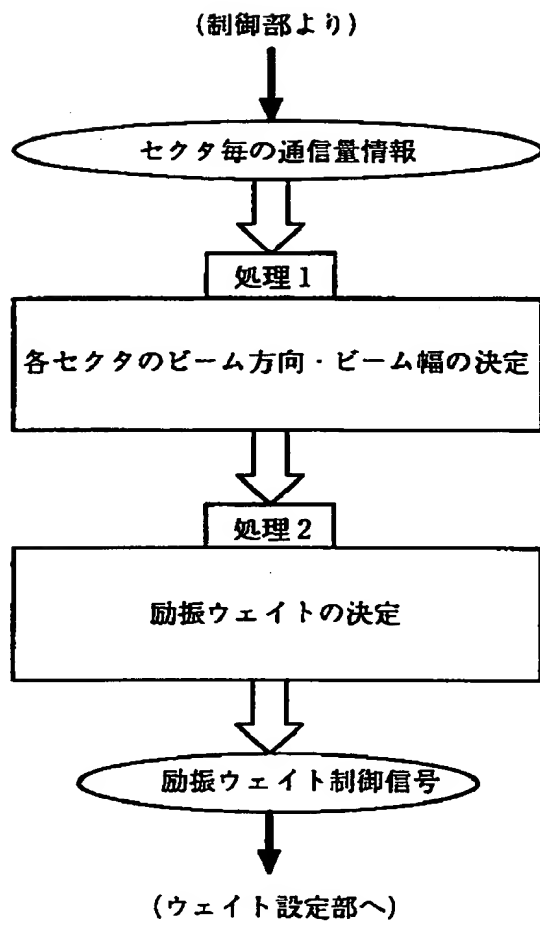 (制御部より)
セクタ毎の通信量情報
処理1
各セクタのビーム方向・ビーム幅の決定
処理2
励振ウェイトの決定
励振ウェイト制御信号
(ウェイト設定部へ)